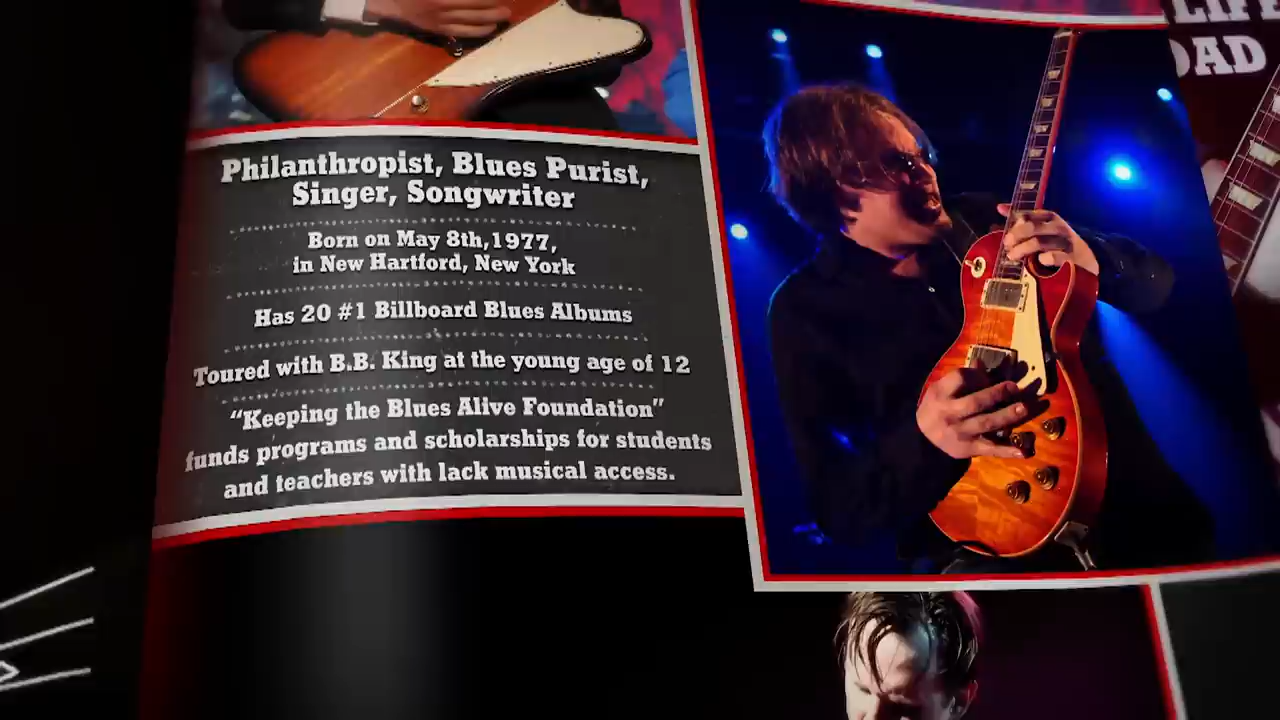 Philanthropist, Blues Purist,
Singer, Songwriter
Born on May 8th,1977,
in New Hartford, New York
Has 20 #1 Billboard Blues Albums
Toured with B.B. King at the young age of 12
“Keeping the Blues Alive Foundation”
funds programs and scholarships for students
and teachers with lack musical access.